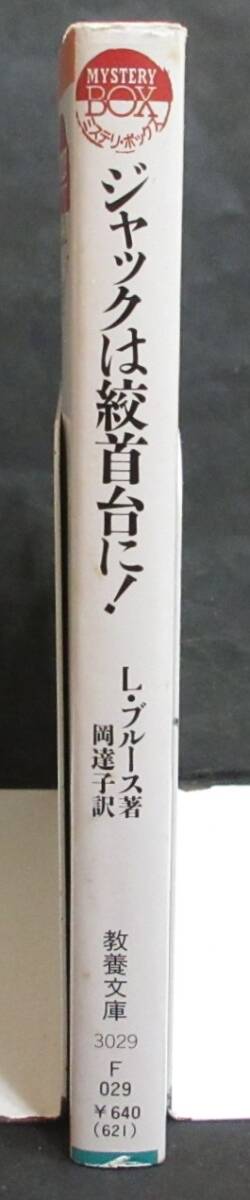 MYSTERY
BOX
ミステリ・ボックス
ジャックは絞首台に!
L・ブルース著
岡達子訳
教養文庫
3029
F
029
¥640
(621)